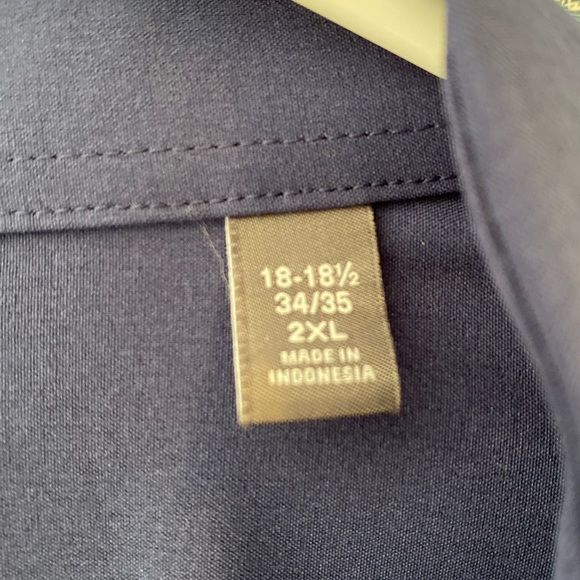 18-18½
34/35
2XL
MADE IN
INDONESIA